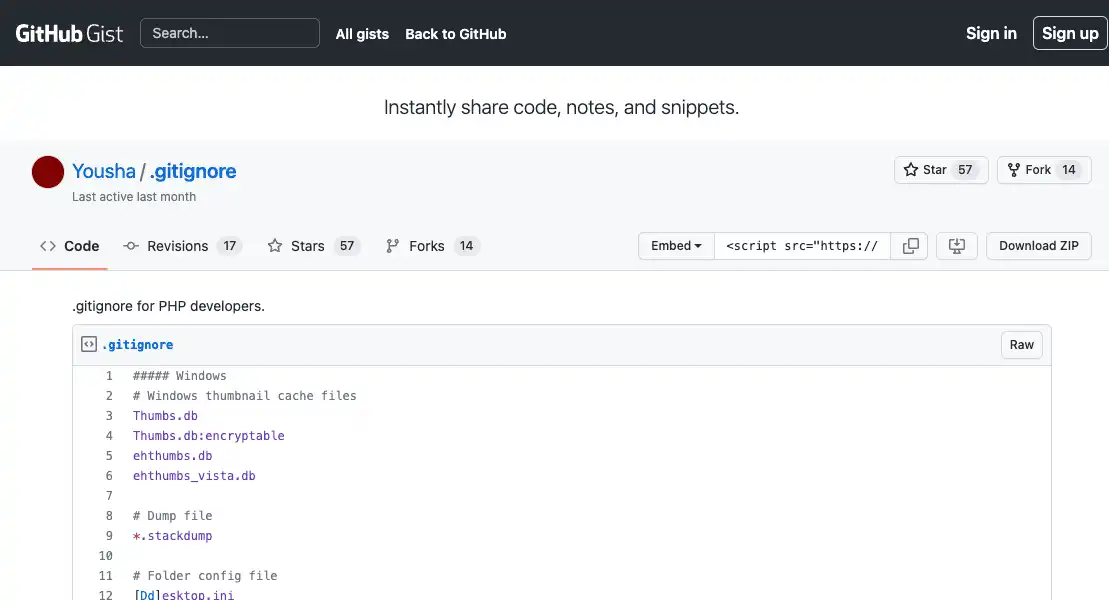 GitHub Gist Search... All gists Back to GitHub Sign in Sign up
Instantly share code, notes, and snippets.
Yousha / .gitignore Star 57 Fork 14
Last active last month
Code Revisions 17 Stars 57 Forks 14 Embed <script src="https:// Download ZIP
.gitignore for PHP developers.
.gitignore Raw
1 ##### Windows
2 # Windows thumbnail cache files
3 Thumbs.db
4 Thumbs.db:encryptable
5 ehthumbs.db
6 ehthumbs_vista.db
7
8 # Dump file
9 *.stackdump
10
11 # Folder config file
12 [Dd]esktop.ini